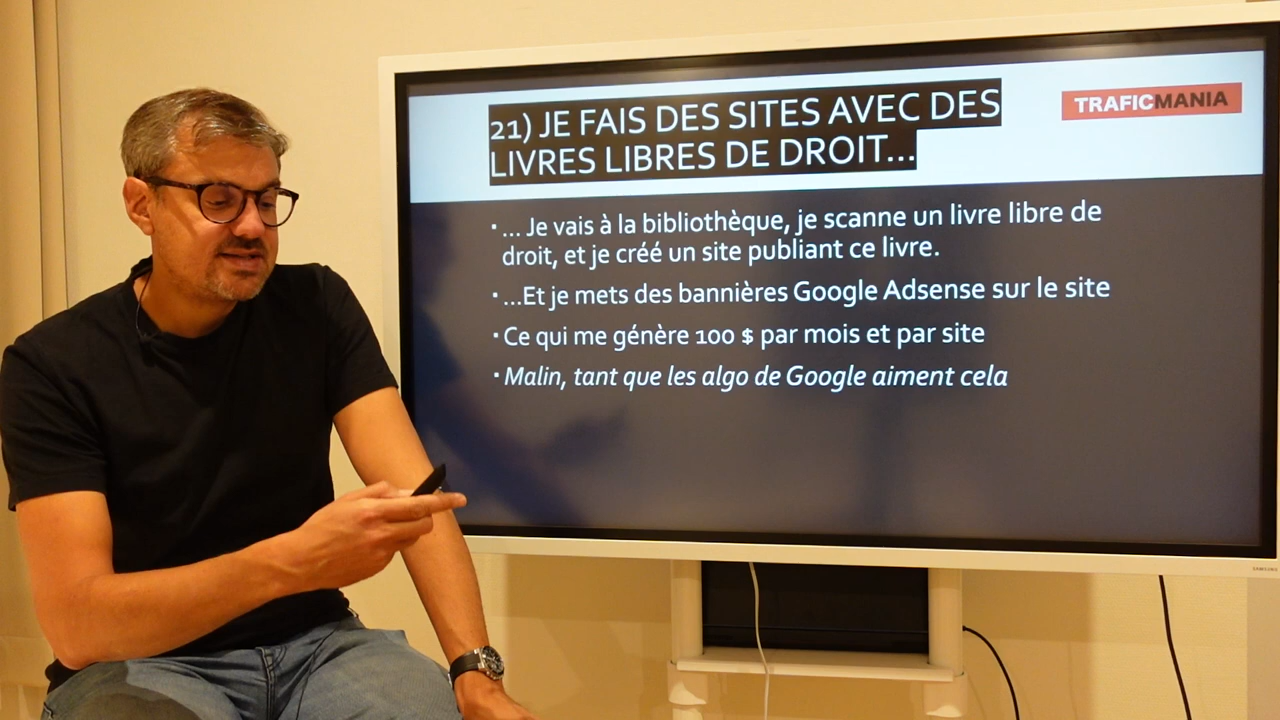 21) JE FAIS DES SITES AVEC DES
LIVRES LIBRES DE DROIT...
TRAFICMANIA
· ... Je vais à la bibliothèque, je scanne un livre libre de
droit, et je créé un site publiant ce livre.
· ...Et je mets des bannières Google Adsense sur le site
· Ce qui me génère 100 $ par mois et par site
· Malin, tant que les algo de Google aiment cela
SAMSUNG